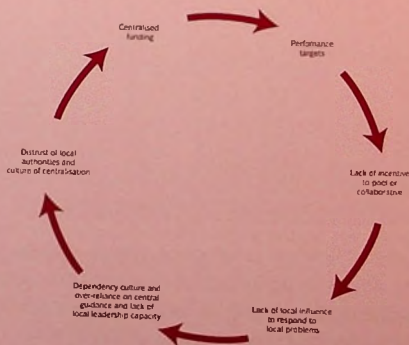 Centralised
funding
Perfomance
targets
Lack of incentive
to pool or
collaborative
Lack of local influence
to respond to
local problems
Dependency culture and
over-reliance on central
guidance and lack of
local leadership capacity
Distrust of local
authorities and
culture of centralisation